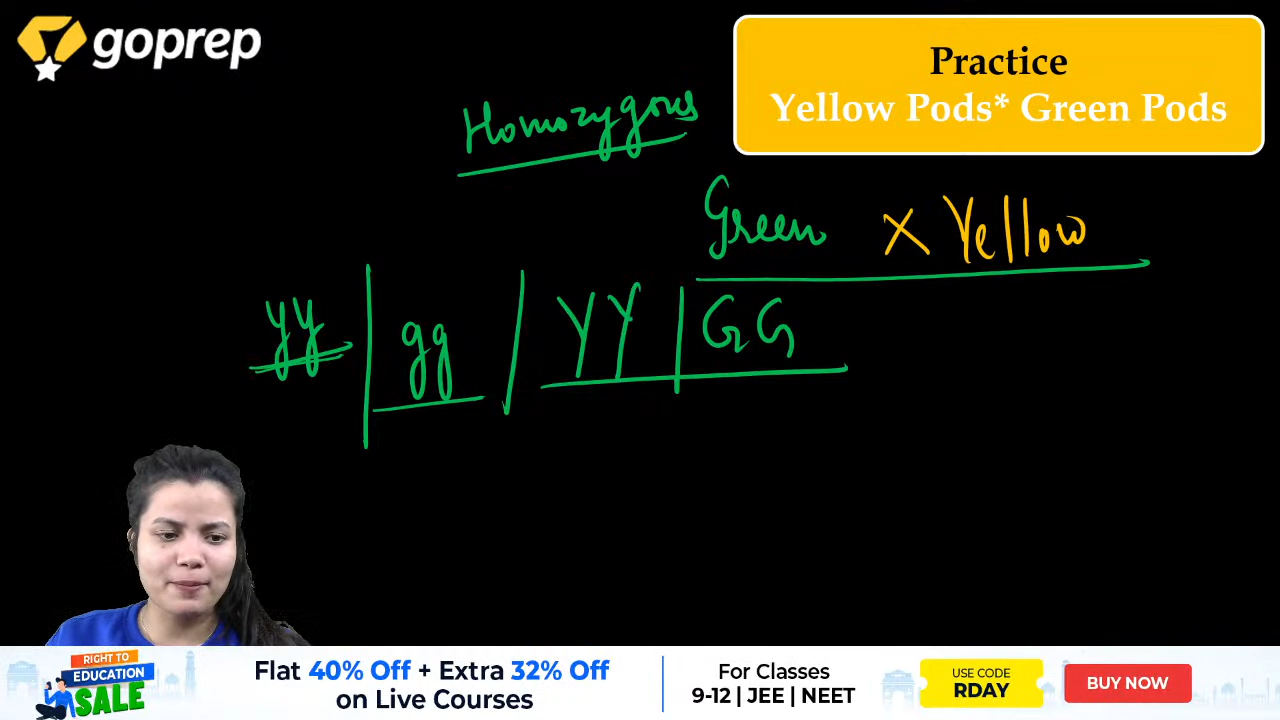 goprep
Practice
Yellow Pods* Green Pods
Homozygous
Green X Yellow
yy | gg / YY | GG
RIGHT TO
EDUCATION
SALE
Flat 40% Off + Extra 32% Off
on Live Courses
For Classes
9-12 | JEE | NEET
USE CODE
RDAY
BUY NOW